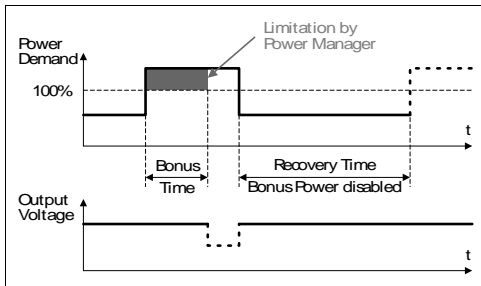 Limitation by
Power Manager
Power
Demand
100%
t
Bonus
Time
Recovery Time
Bonus Power disabled
Output
Voltage
t